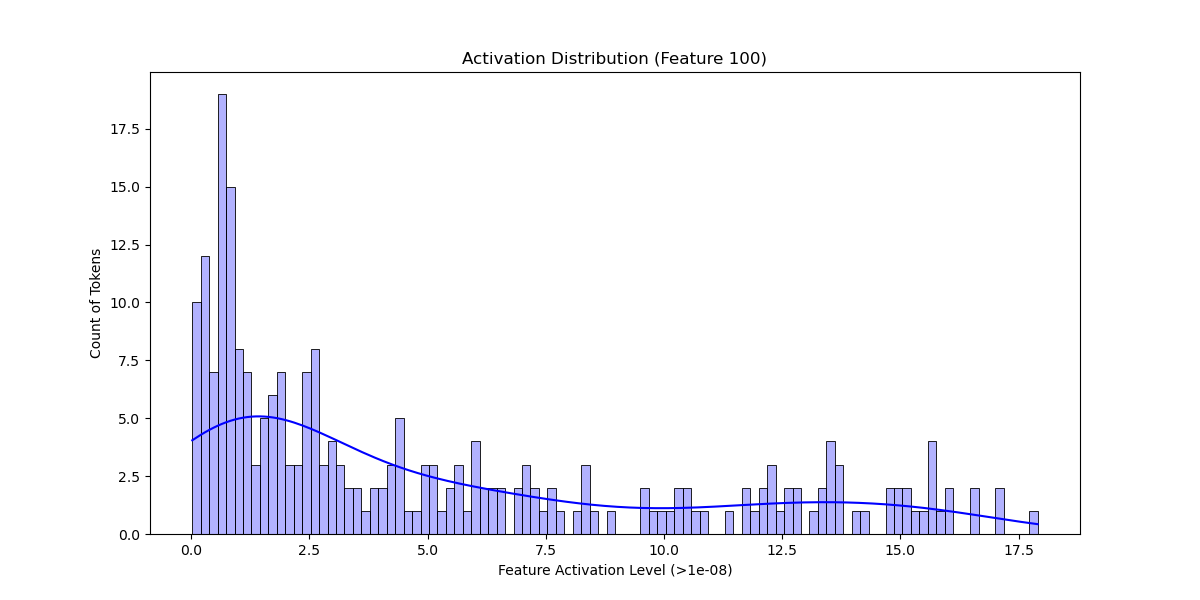 Activation Distribution (Feature 100)
Count of Tokens
17.5
15.0
12.5
10.0
7.5
5.0
2.5
0.0
0.0 2.5 5.0 7.5 10.0 12.5 15.0 17.5
Feature Activation Level (>1e-08)